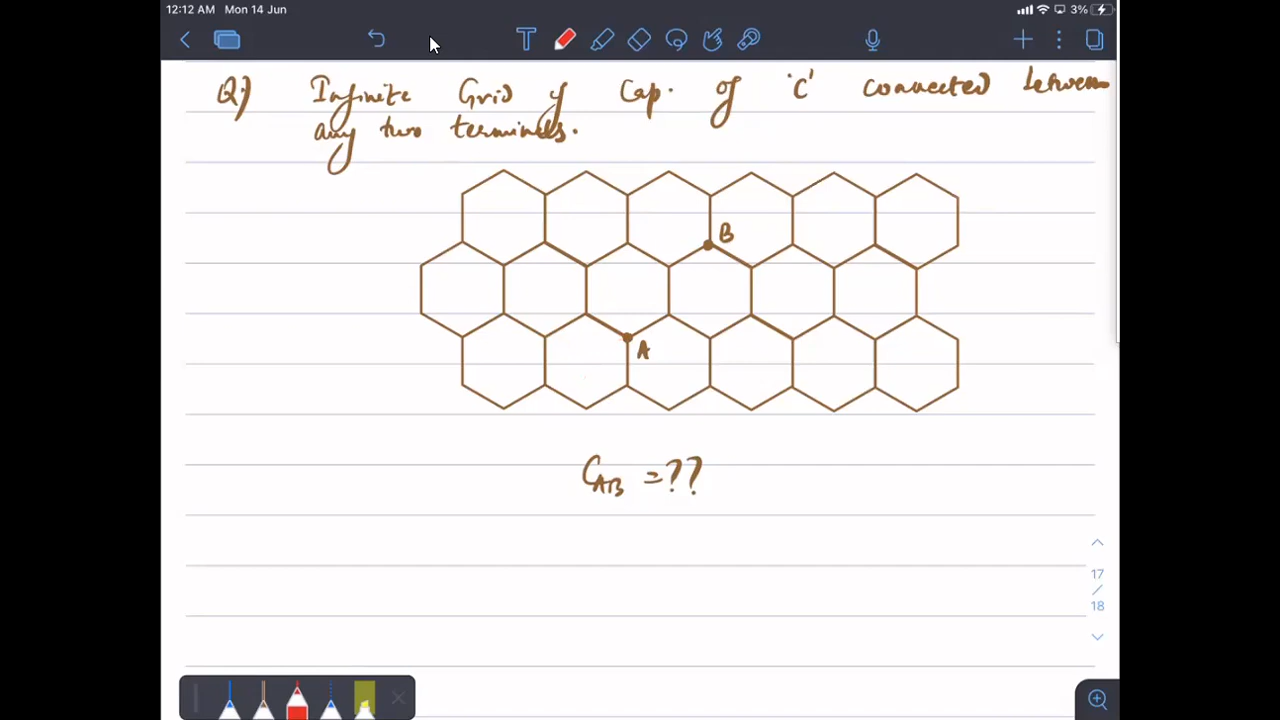 12:12 AM Mon 14 Jun
3%
T
Q.) Infinite Grid of Cap. of 'C' connected between
any two terminals.
B
A
C_AB = ??
17
/
18